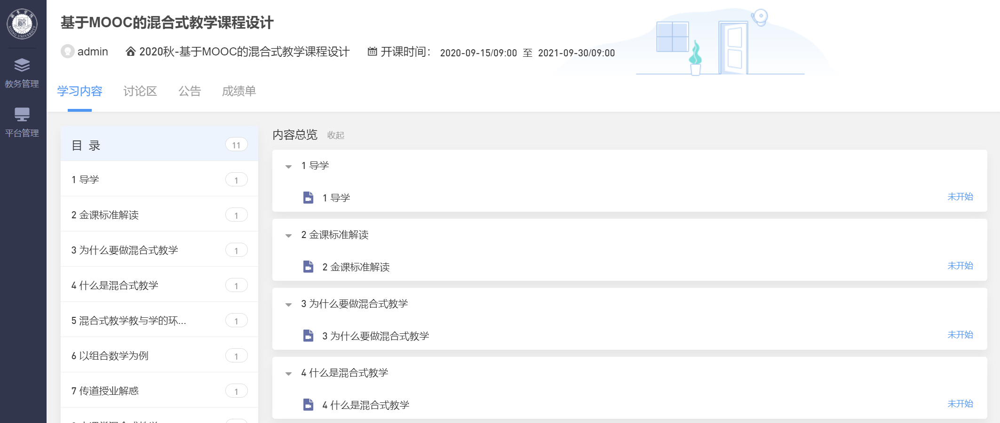 XIJING UNIVERSITY
教务管理
平台管理
基于MOOC的混合式教学课程设计
admin 2020秋-基于MOOC的混合式教学课程设计 开课时间： 2020-09-15/09:00 至 2021-09-30/09:00
学习内容 讨论区 公告 成绩单
目 录 11
1 导学 1
2 金课标准解读 1
3 为什么要做混合式教学 1
4 什么是混合式教学 1
5 混合式教学教与学的环... 1
6 以组合数学为例 1
7 传道授业解惑 1
内容总览 收起
1 导学
1 导学 未开始
2 金课标准解读
2 金课标准解读 未开始
3 为什么要做混合式教学
3 为什么要做混合式教学 未开始
4 什么是混合式教学
4 什么是混合式教学 未开始